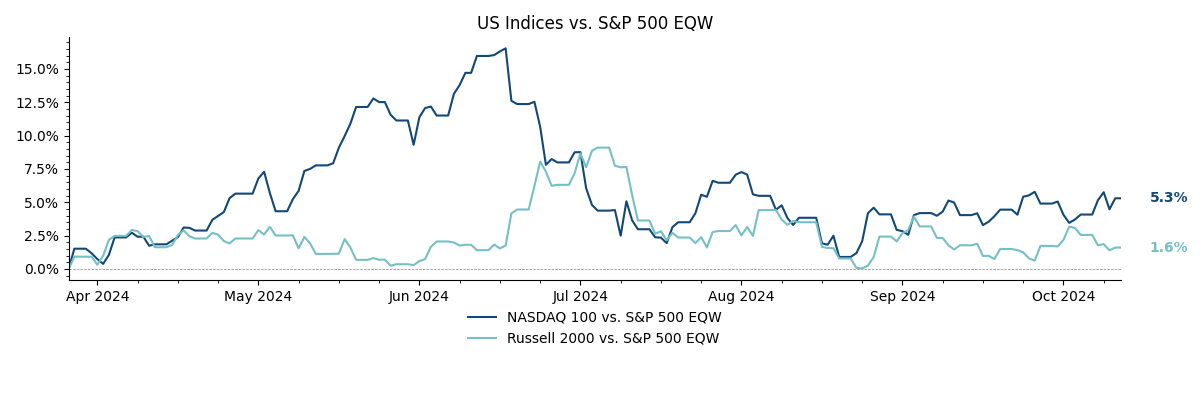 US Indices vs. S&P 500 EQW
15.0%
12.5%
10.0%
7.5%
5.0%
2.5%
0.0%
5.3%
1.6%
Apr 2024 May 2024 Jun 2024 Jul 2024 Aug 2024 Sep 2024 Oct 2024
NASDAQ 100 vs. S&P 500 EQW
Russell 2000 vs. S&P 500 EQW